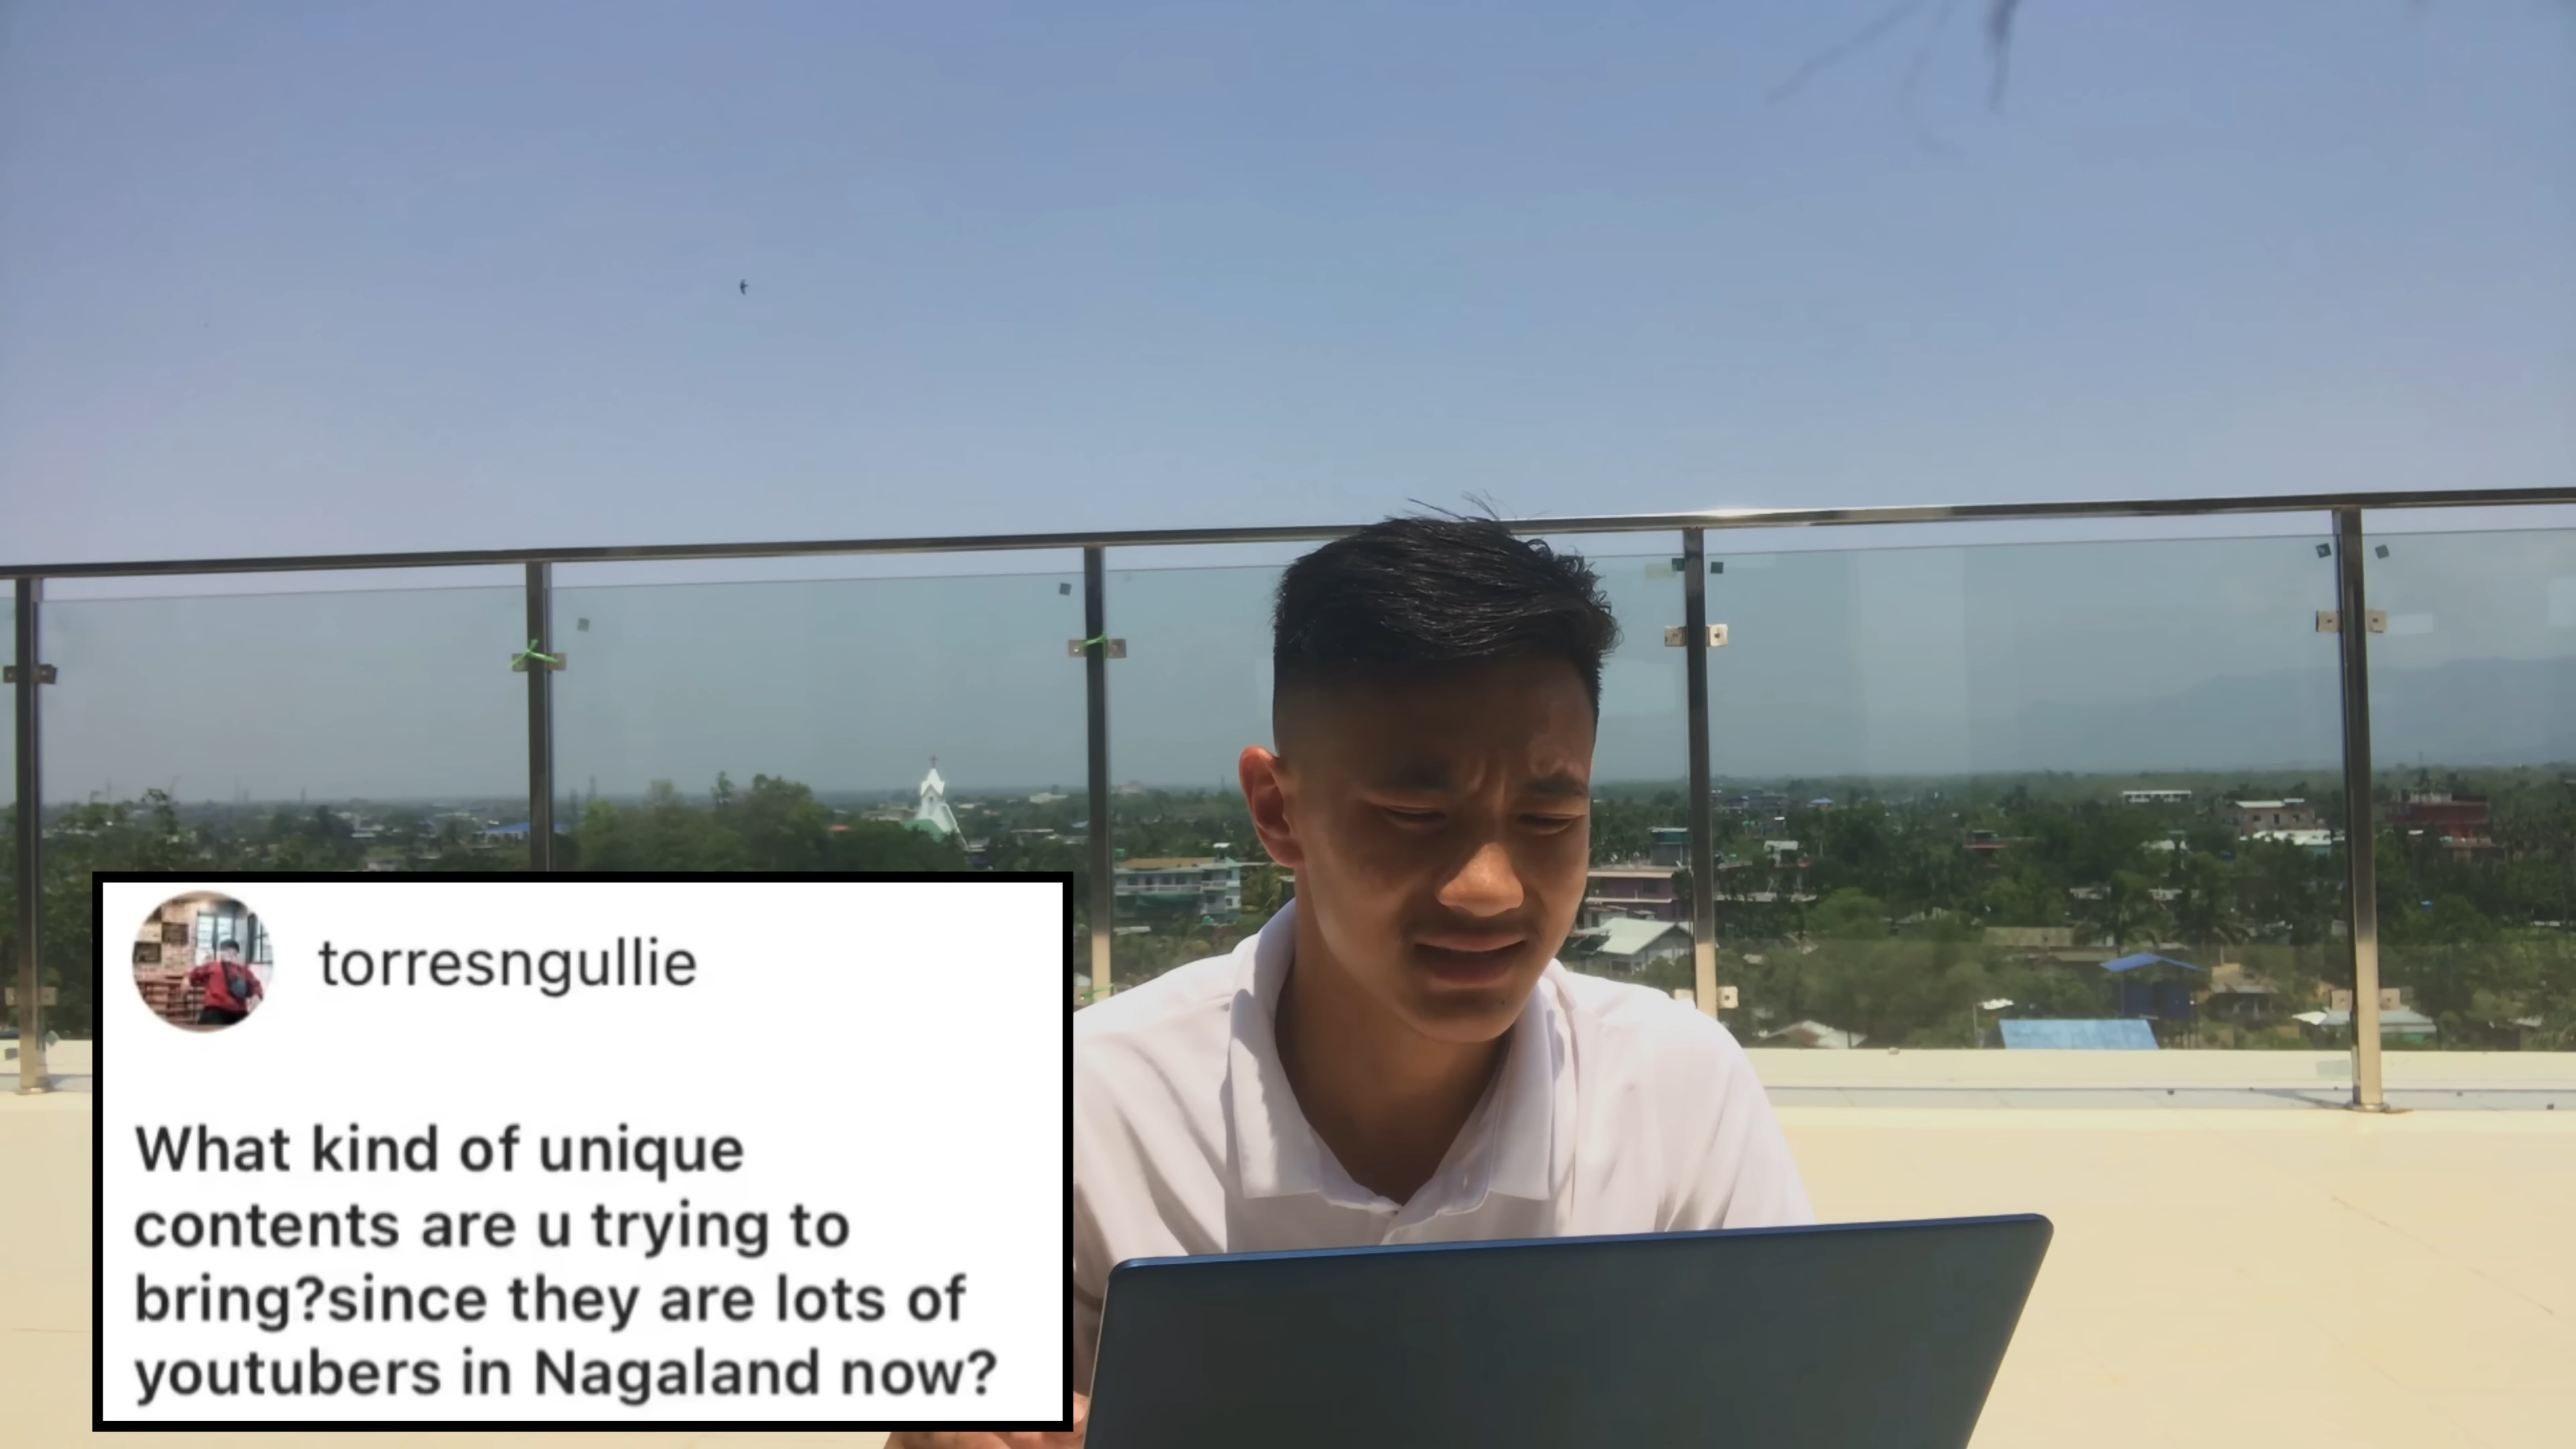 torresngullie
What kind of unique
contents are u trying to
bring?since they are lots of
youtubers in Nagaland now?